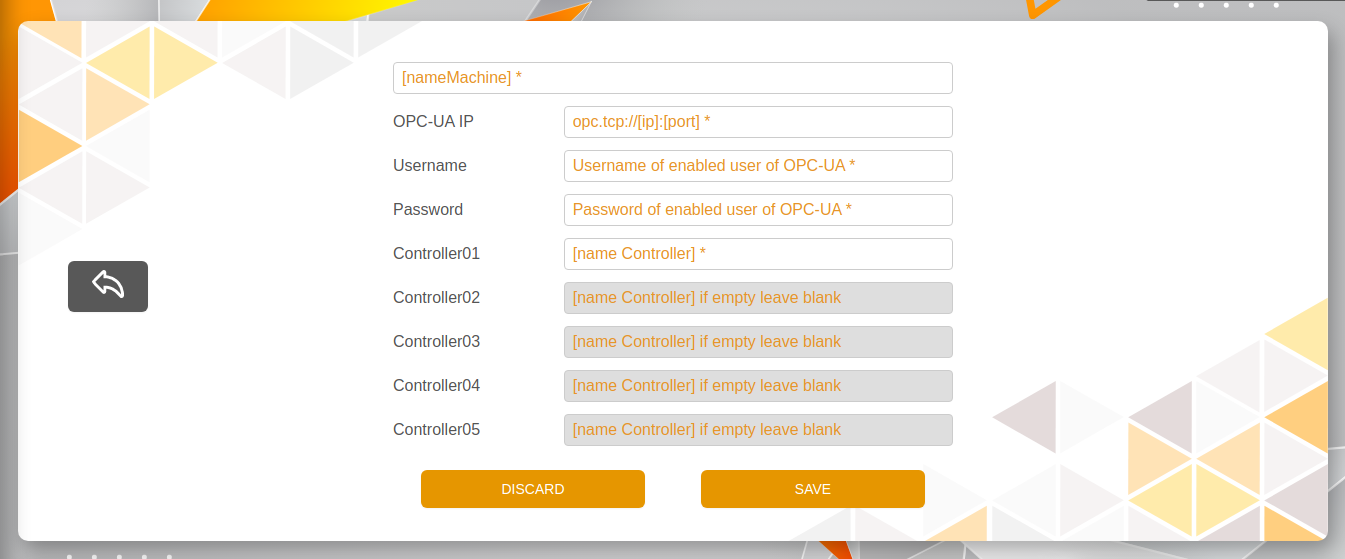 [nameMachine] *
OPC-UA IP opc.tcp://[ip]:[port] *
Username Username of enabled user of OPC-UA *
Password Password of enabled user of OPC-UA *
Controller01 [name Controller] *
Controller02 [name Controller] if empty leave blank
Controller03 [name Controller] if empty leave blank
Controller04 [name Controller] if empty leave blank
Controller05 [name Controller] if empty leave blank
DISCARD SAVE